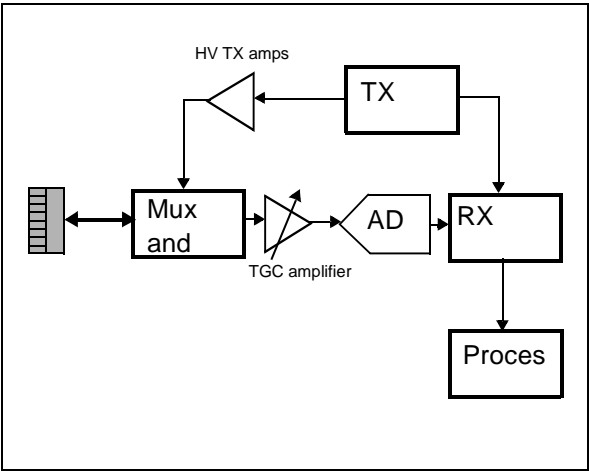 HV TX amps
TX
Mux
and
AD
RX
TGC amplifier
Proces